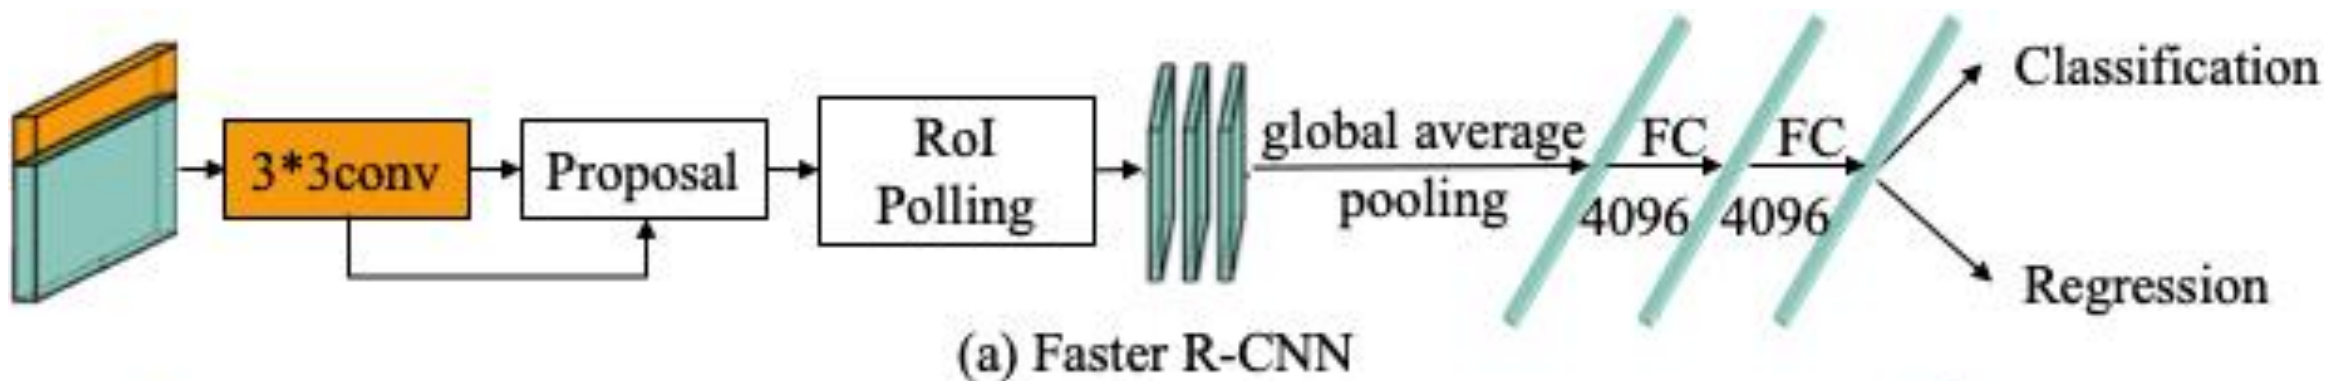 3*3conv
Proposal
RoI
Polling
global average
pooling
FC
4096
FC
4096
Classification
Regression
(a) Faster R-CNN